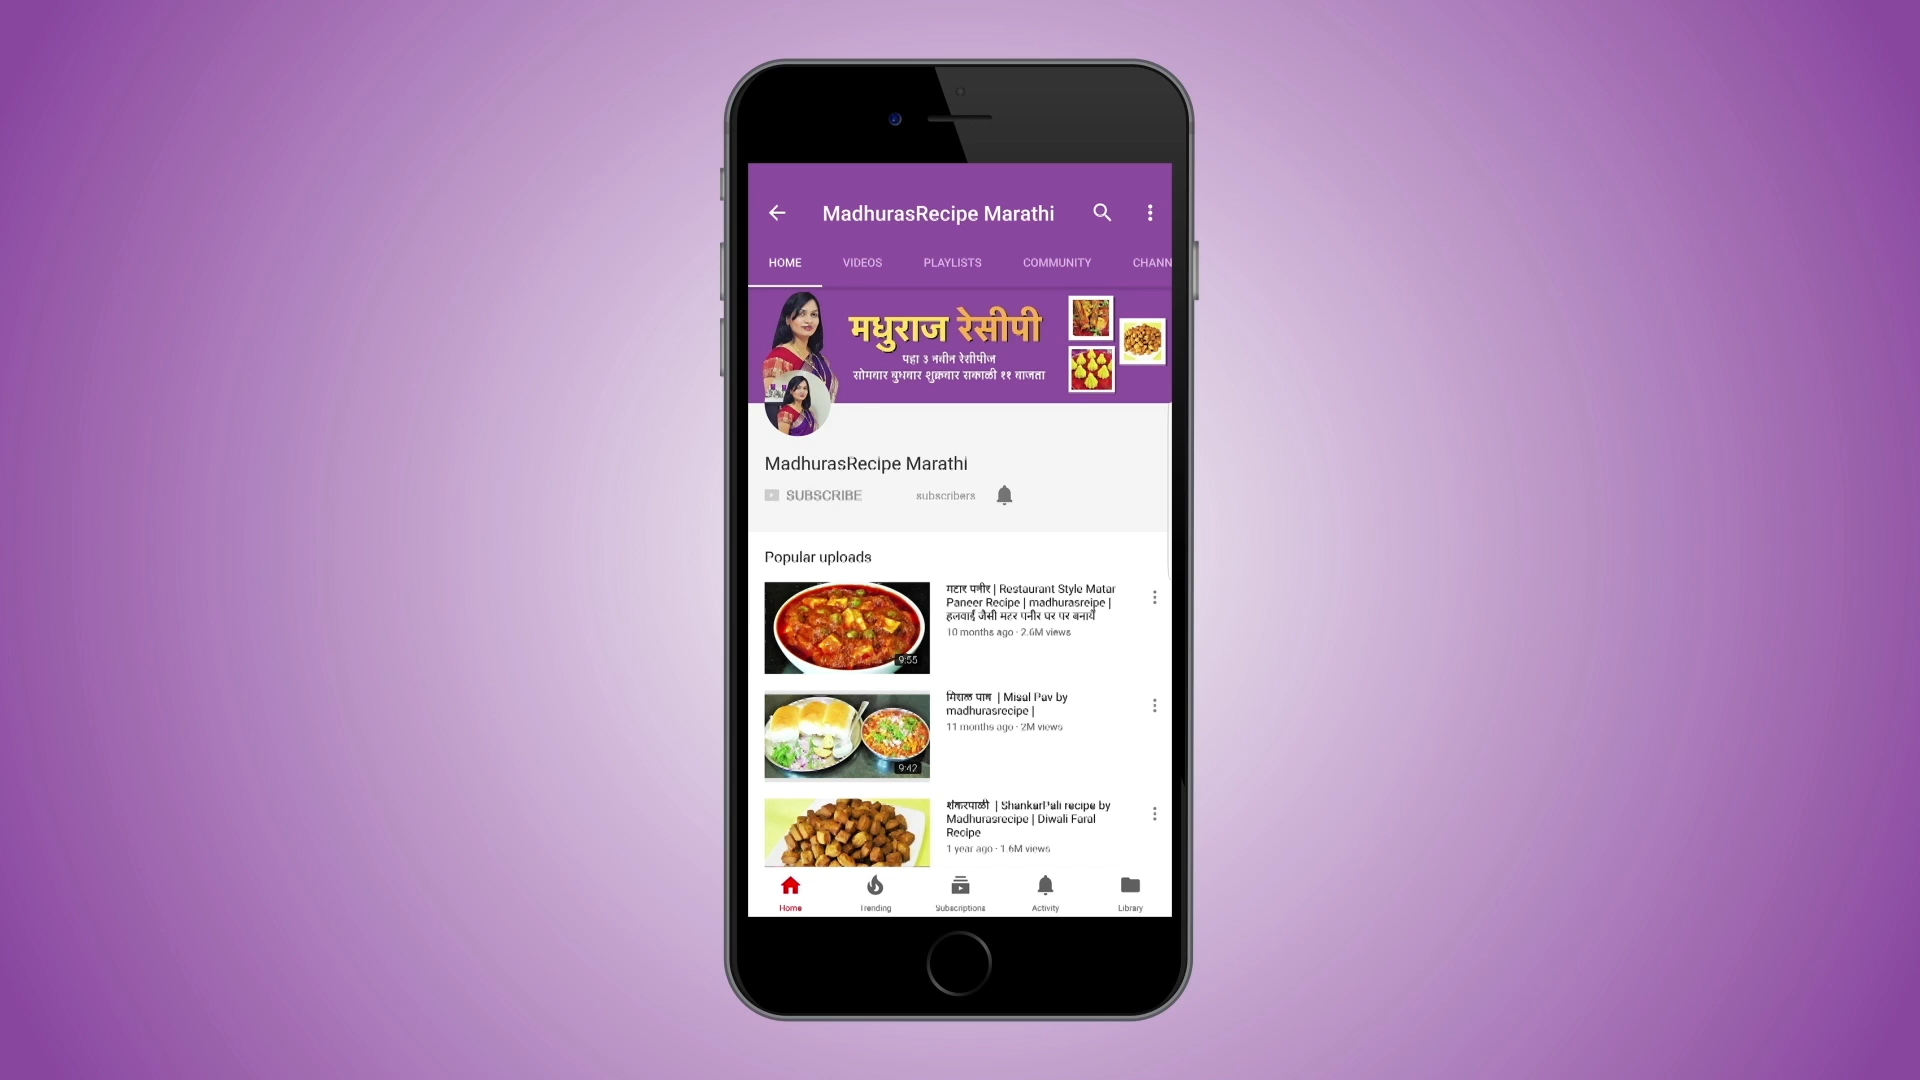 MadhurasRecipe Marathi
HOME VIDEOS PLAYLISTS COMMUNITY CHANN
मधुराज रेसीपी
पहा ३ नवीन रेसीपीज
सोमवार बुधवार शुक्रवार सकाळी ११ वाजता
MadhurasRecipe Marathi
SUBSCRIBE subscribers
Popular uploads
मटार पनीर | Restaurant Style Matar
Paneer Recipe | madhurasreipe |
हलवाई जैसी मटर पनीर घर पर बनायें
10 months ago · 2.6M views
9:55
मिसळ पाव | Misal Pav by
madhurasrecipe |
11 months ago · 2M views
9:42
शंकरपाळी | ShankarPali recipe by
Madhurasrecipe | Diwali Faral
Recipe
1 year ago · 1.6M views
Home Trending Subscriptions Activity Library